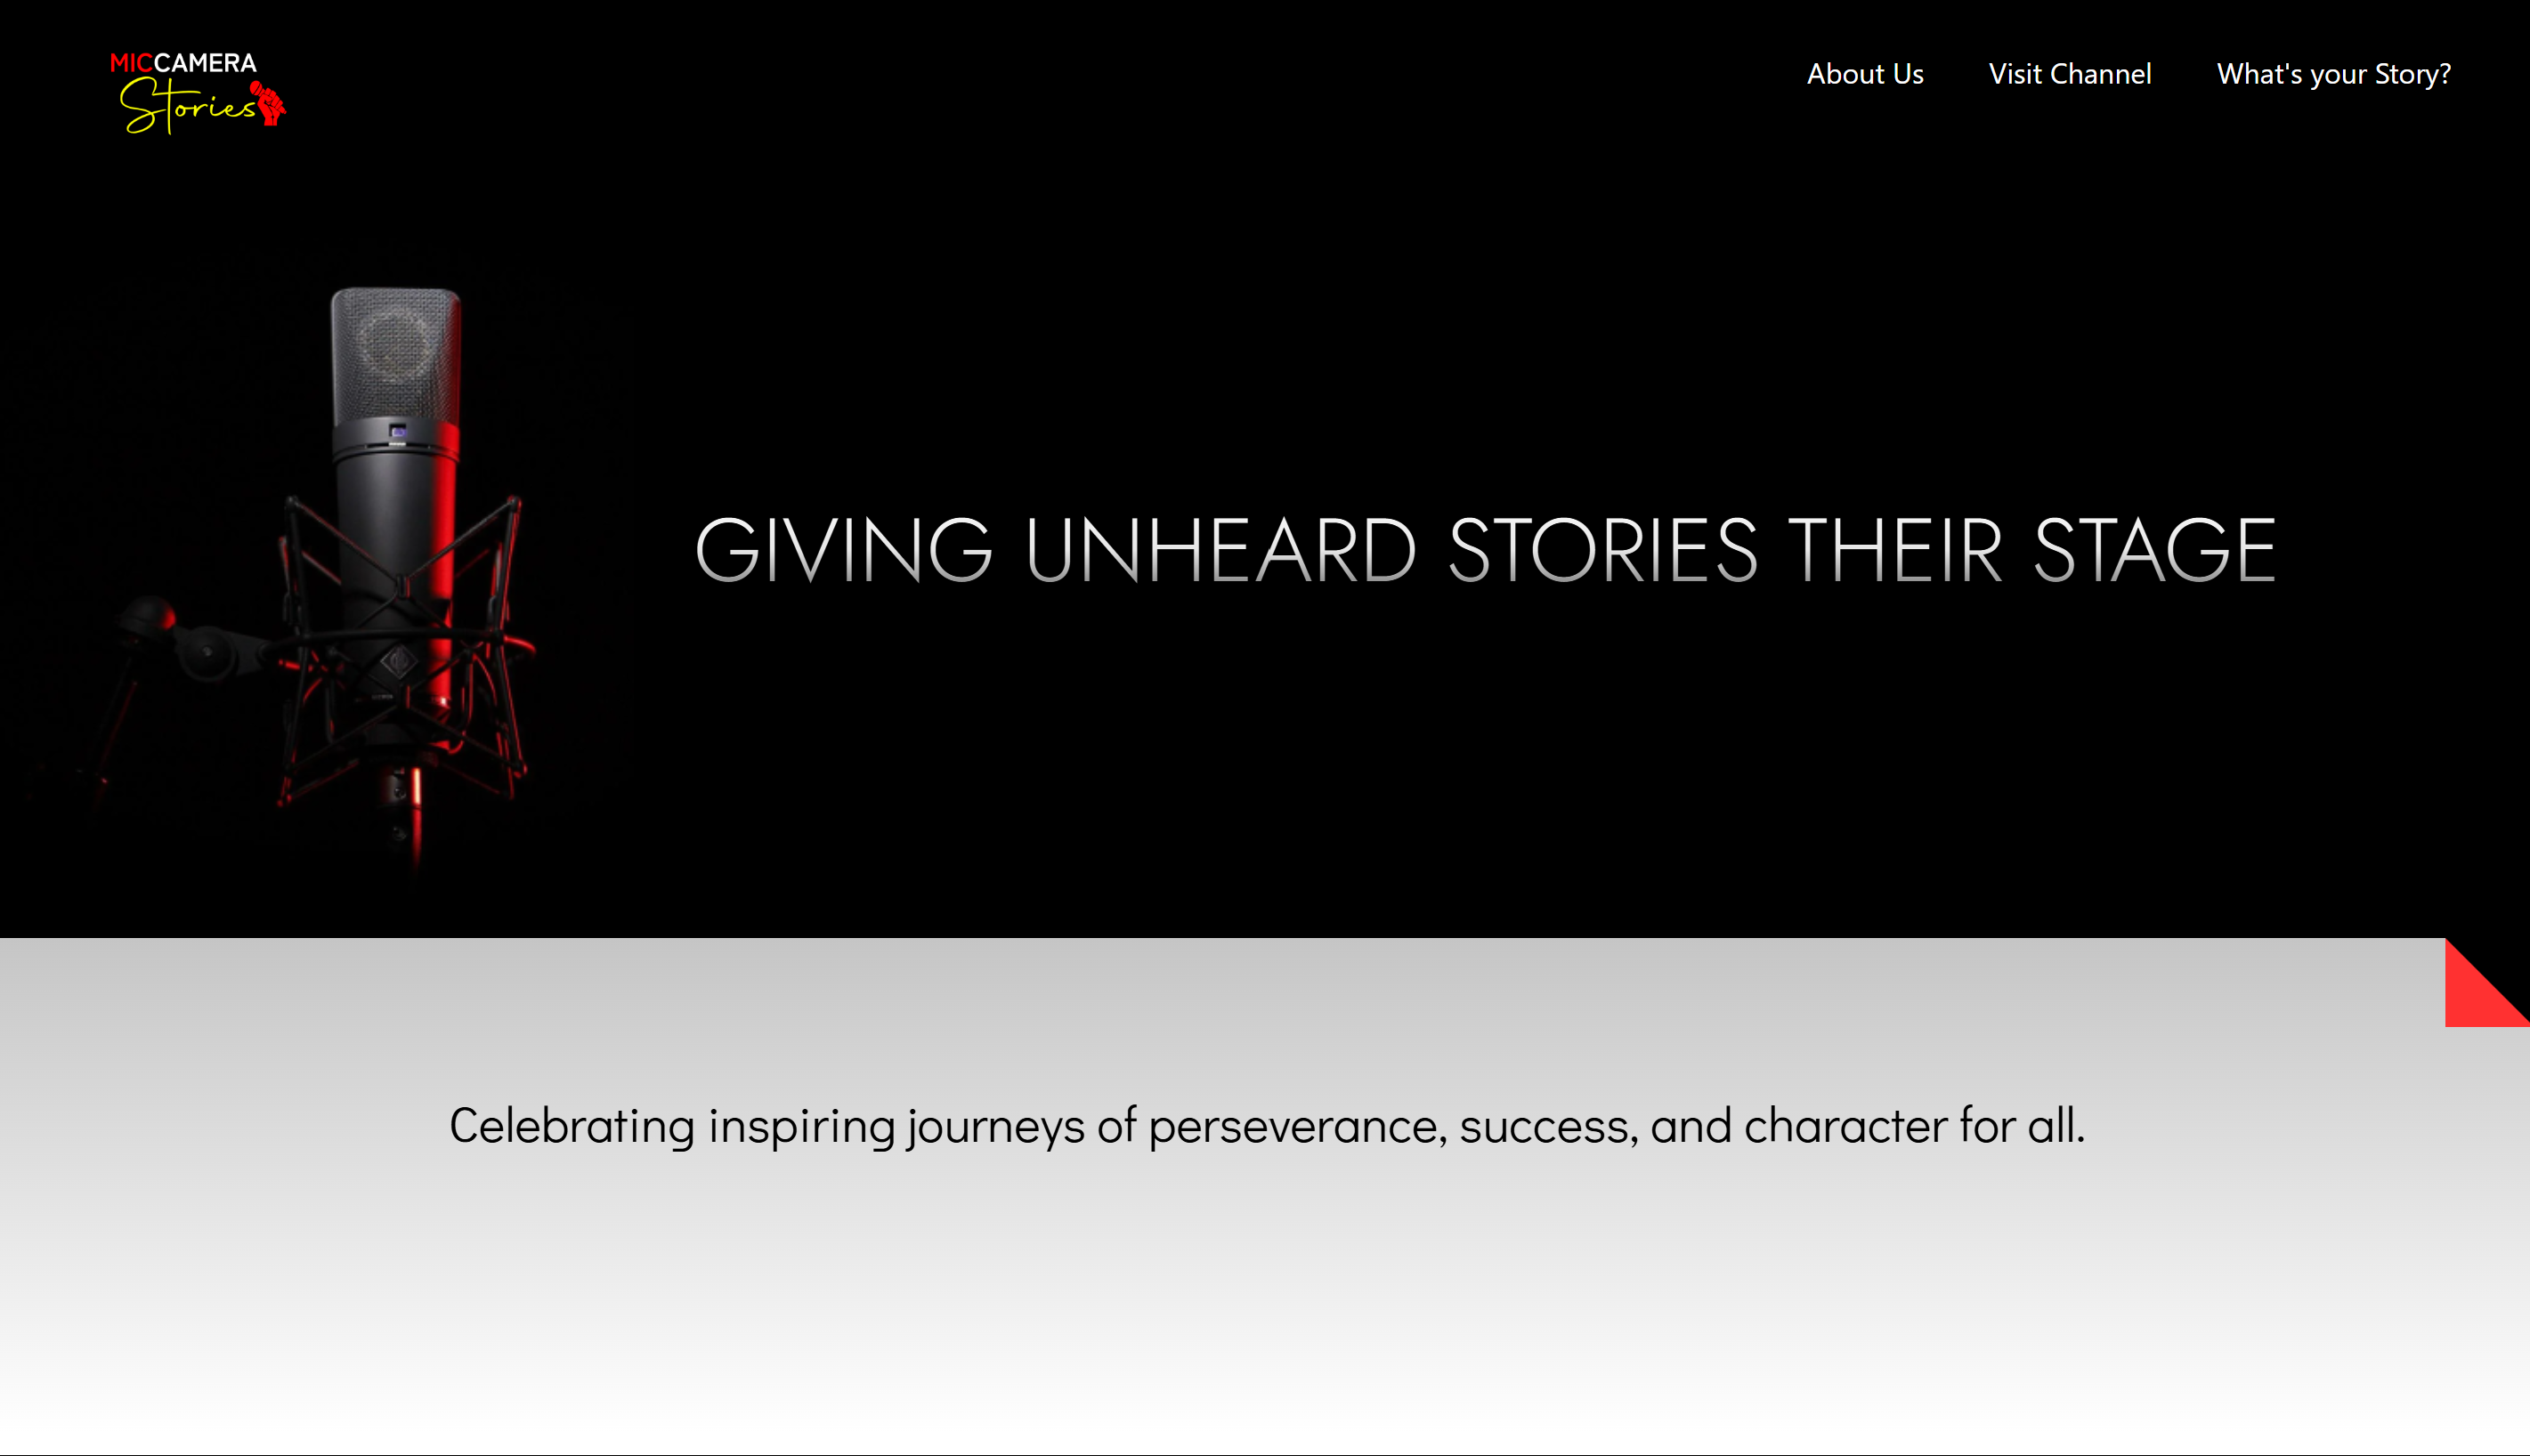 MICCAMERA
Stories
About Us
Visit Channel
What's your Story?
GIVING UNHEARD STORIES THEIR STAGE
Celebrating inspiring journeys of perseverance, success, and character for all.